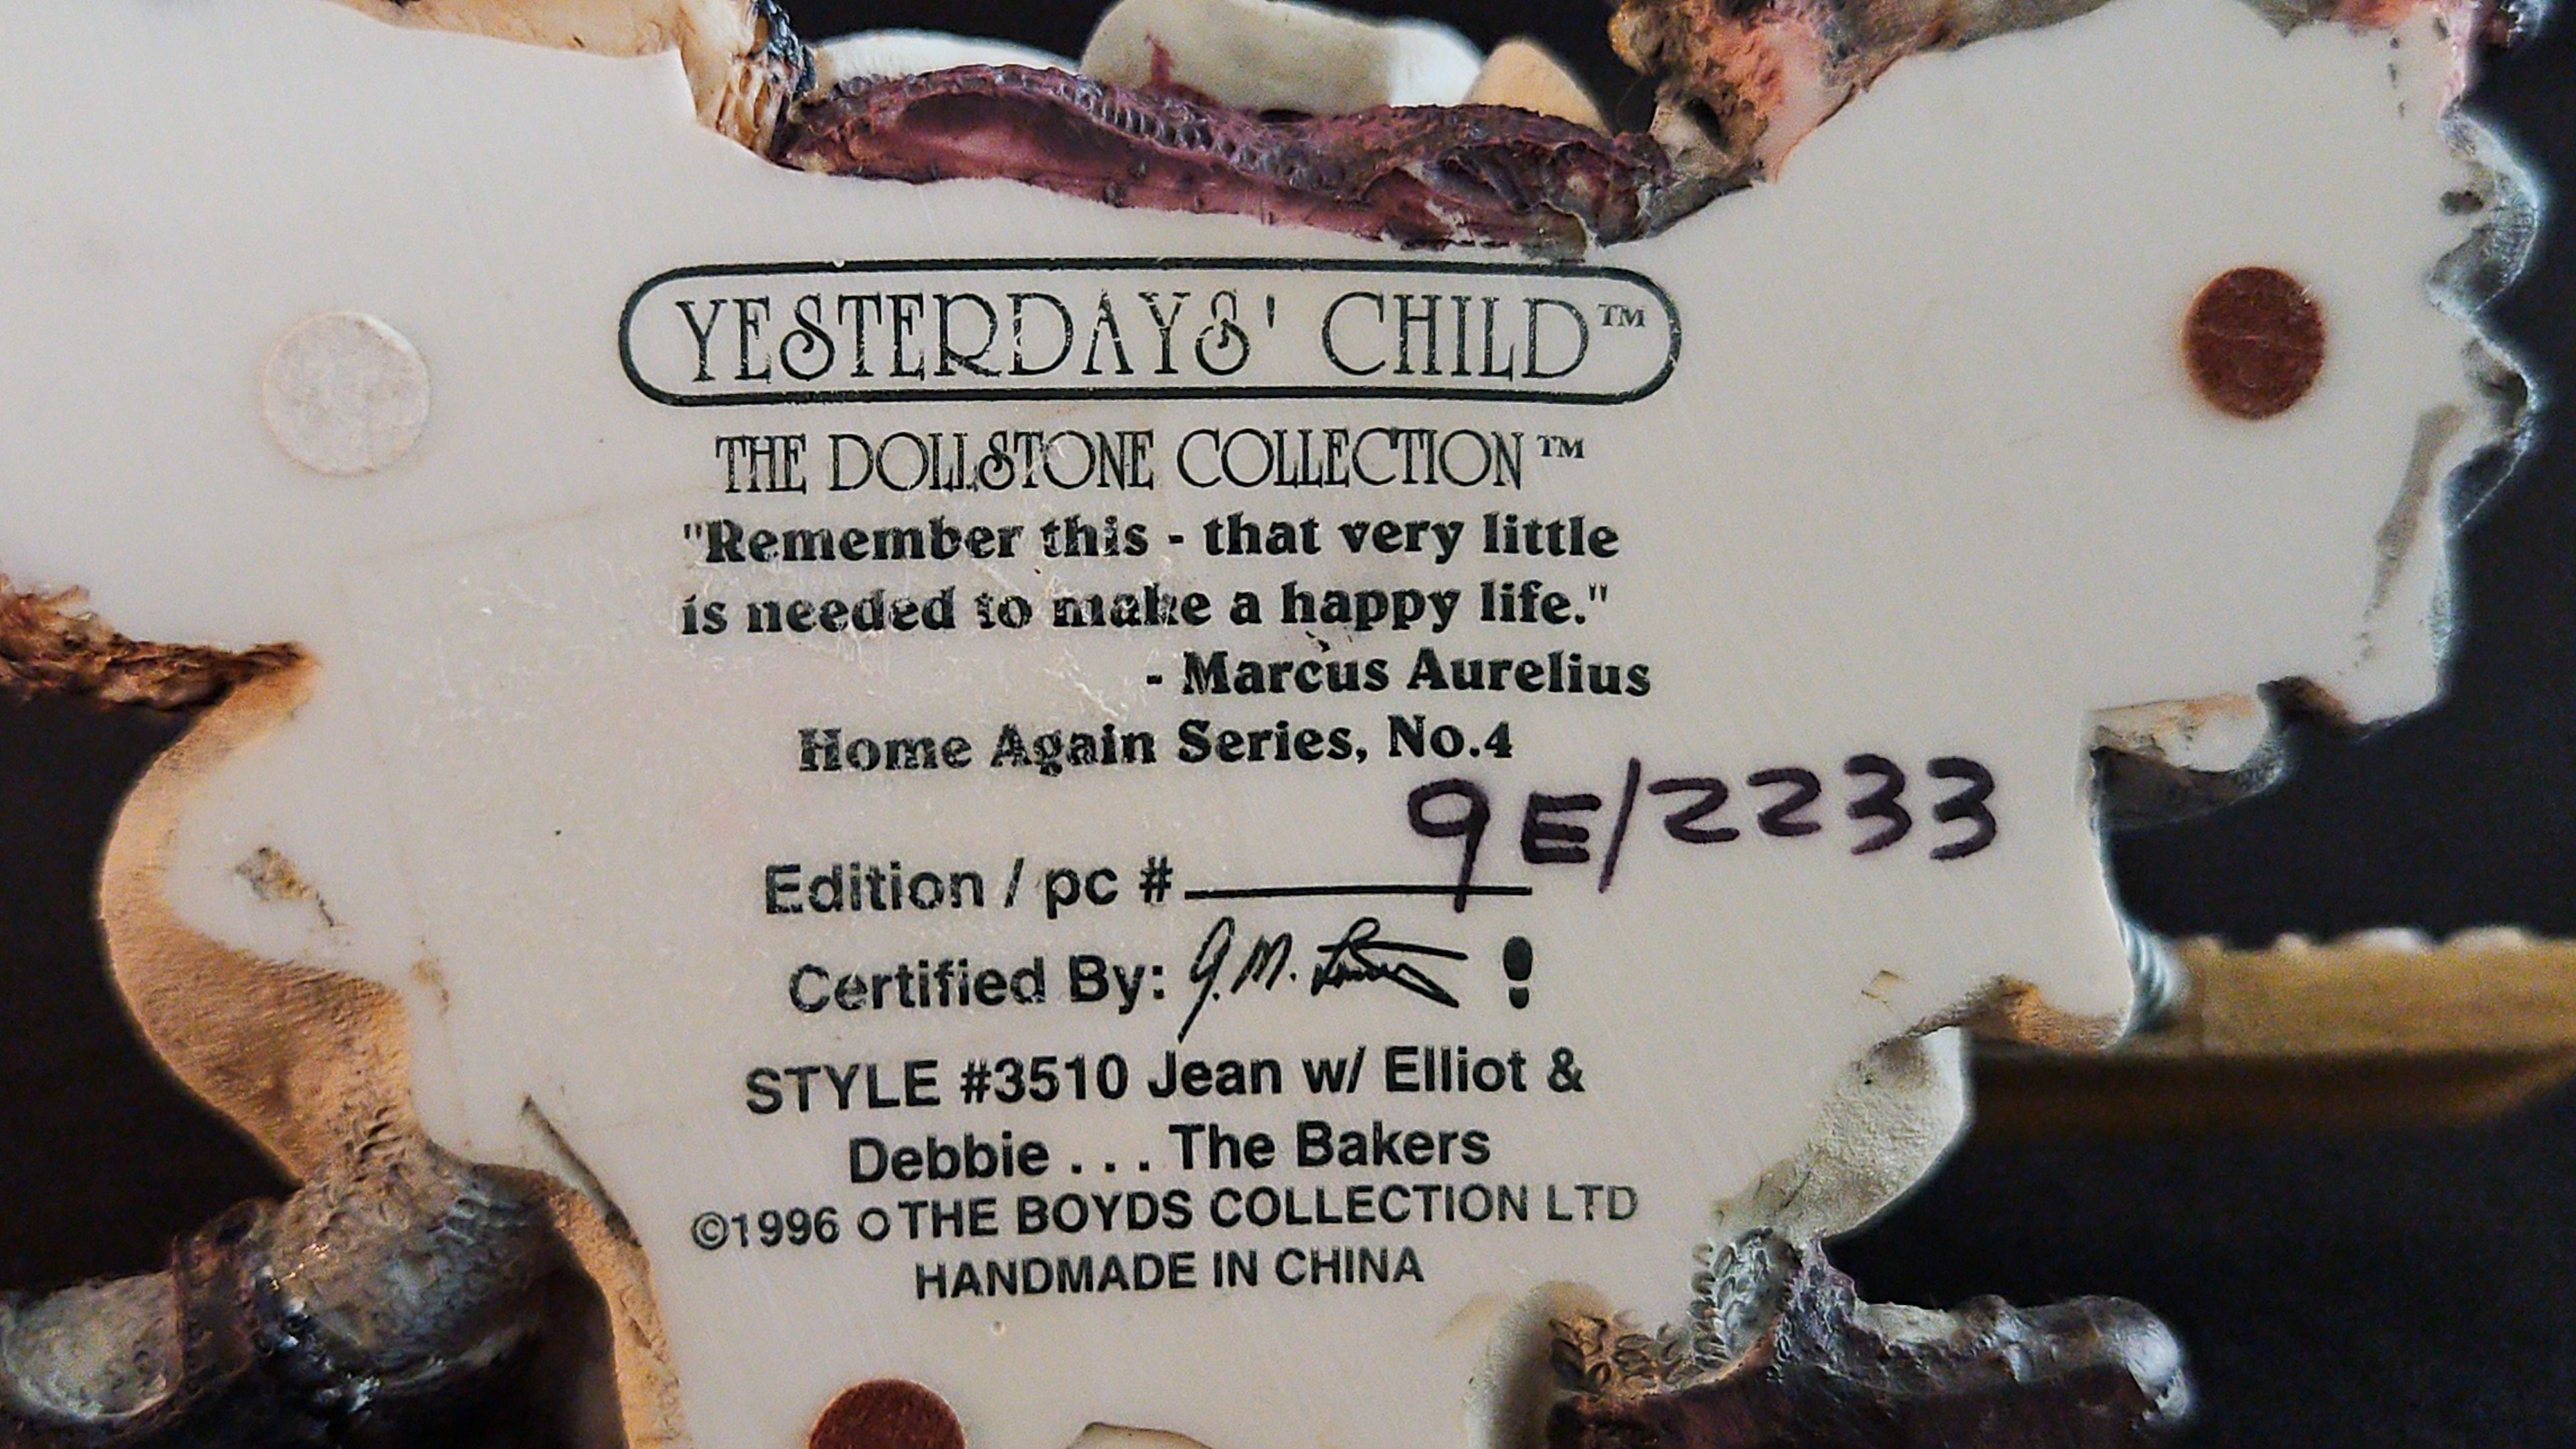 YESTERDAYS' CHILD™
THE DOLLSTONE COLLECTION™
"Remember this - that very little
is needed to make a happy life."
- Marcus Aurelius
Home Again Series, No.4
9E/2233
Edition / pc #
Certified By: G.M. !
STYLE #3510 Jean w/ Elliot &
Debbie . . . The Bakers
©1996 THE BOYDS COLLECTION LTD
HANDMADE IN CHINA